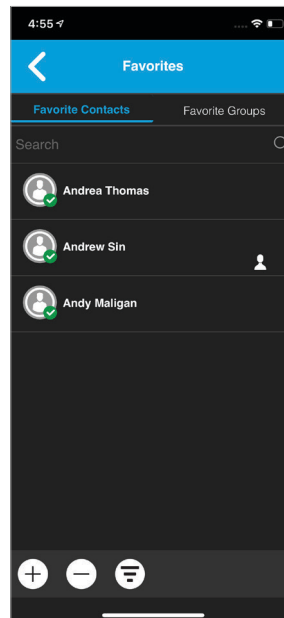 4:55
Favorites
Favorite Contacts
Favorite Groups
Search
Andrea Thomas
Andrew Sin
Andy Maligan